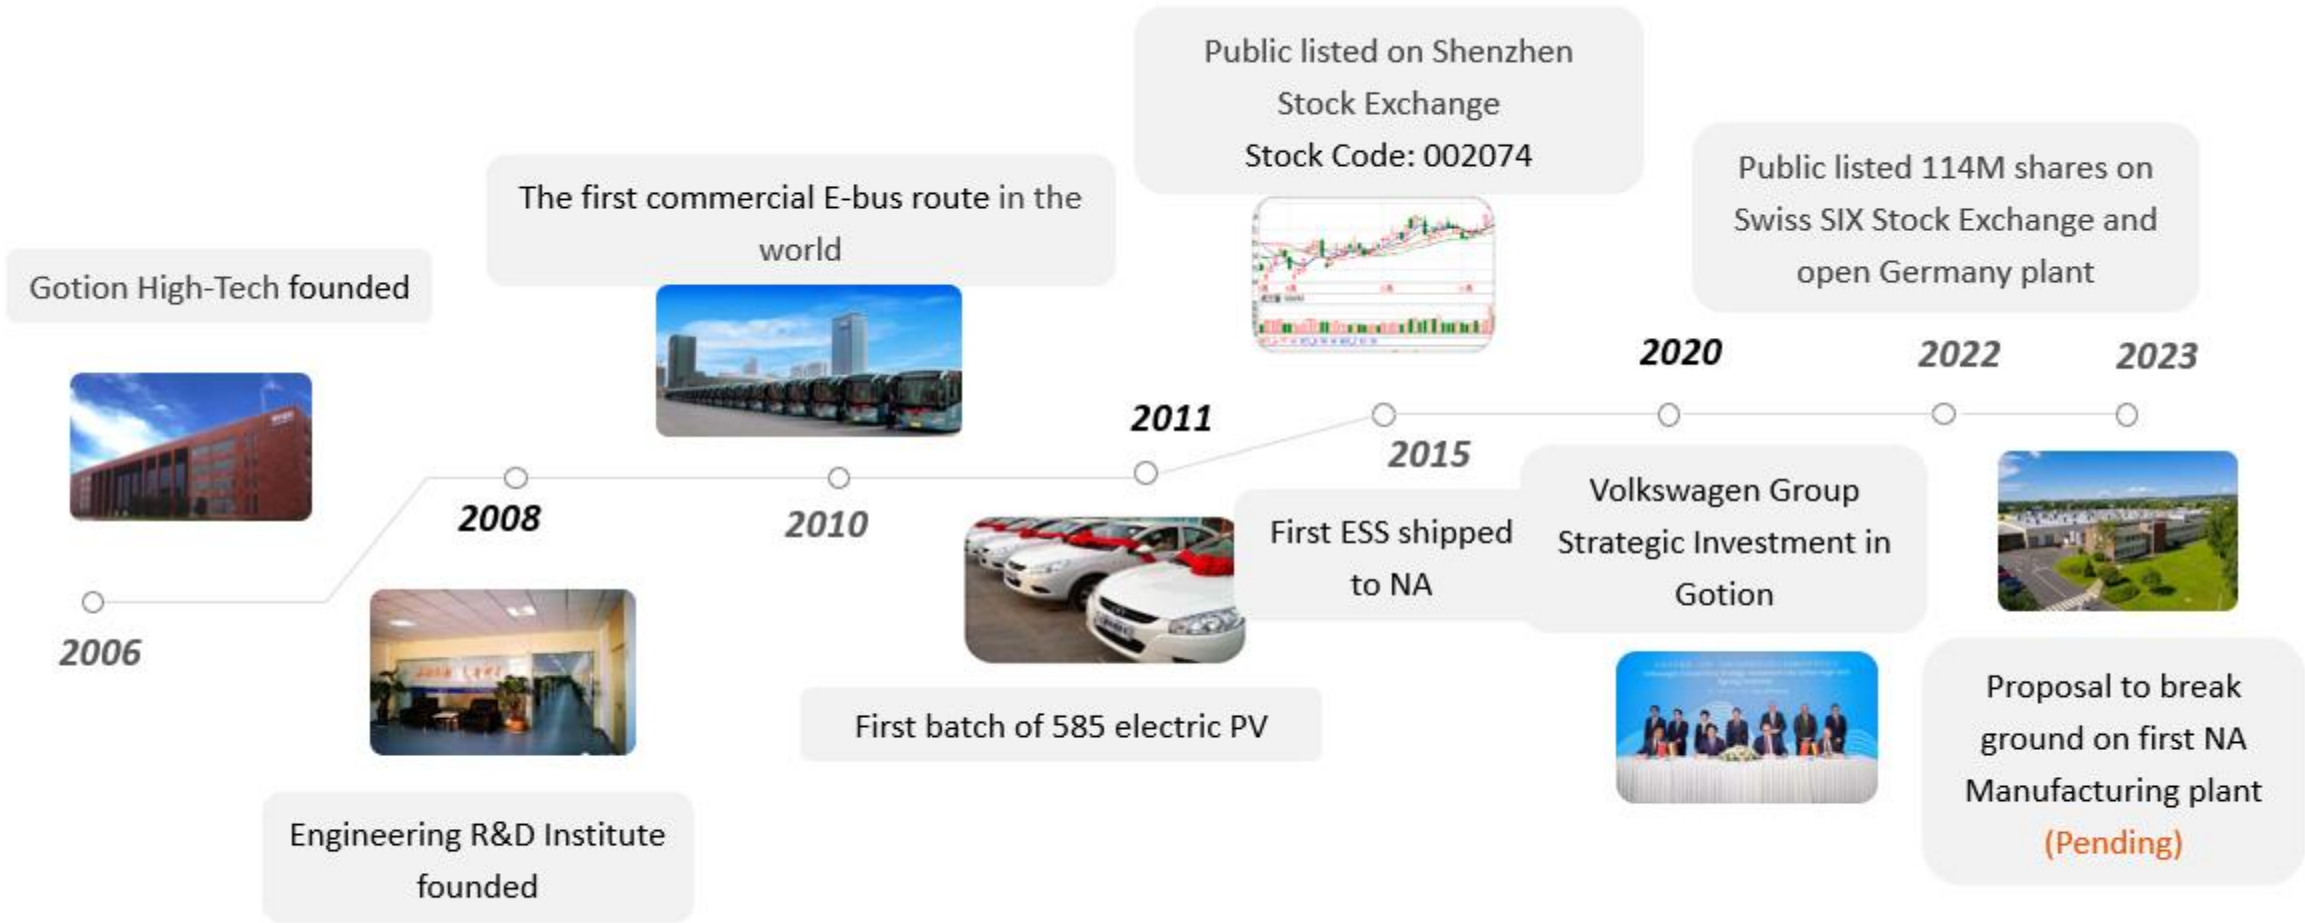 Gotion High-Tech founded
2006
2008
Engineering R&D Institute
founded
The first commercial E-bus route in the
world
2010
2011
First batch of 585 electric PV
Public listed on Shenzhen
Stock Exchange
Stock Code: 002074
2015
First ESS shipped
to NA
2020
Volkswagen Group
Strategic Investment in
Gotion
Public listed 114M shares on
Swiss SIX Stock Exchange and
open Germany plant
2022
2023
Proposal to break
ground on first NA
Manufacturing plant
(Pending)